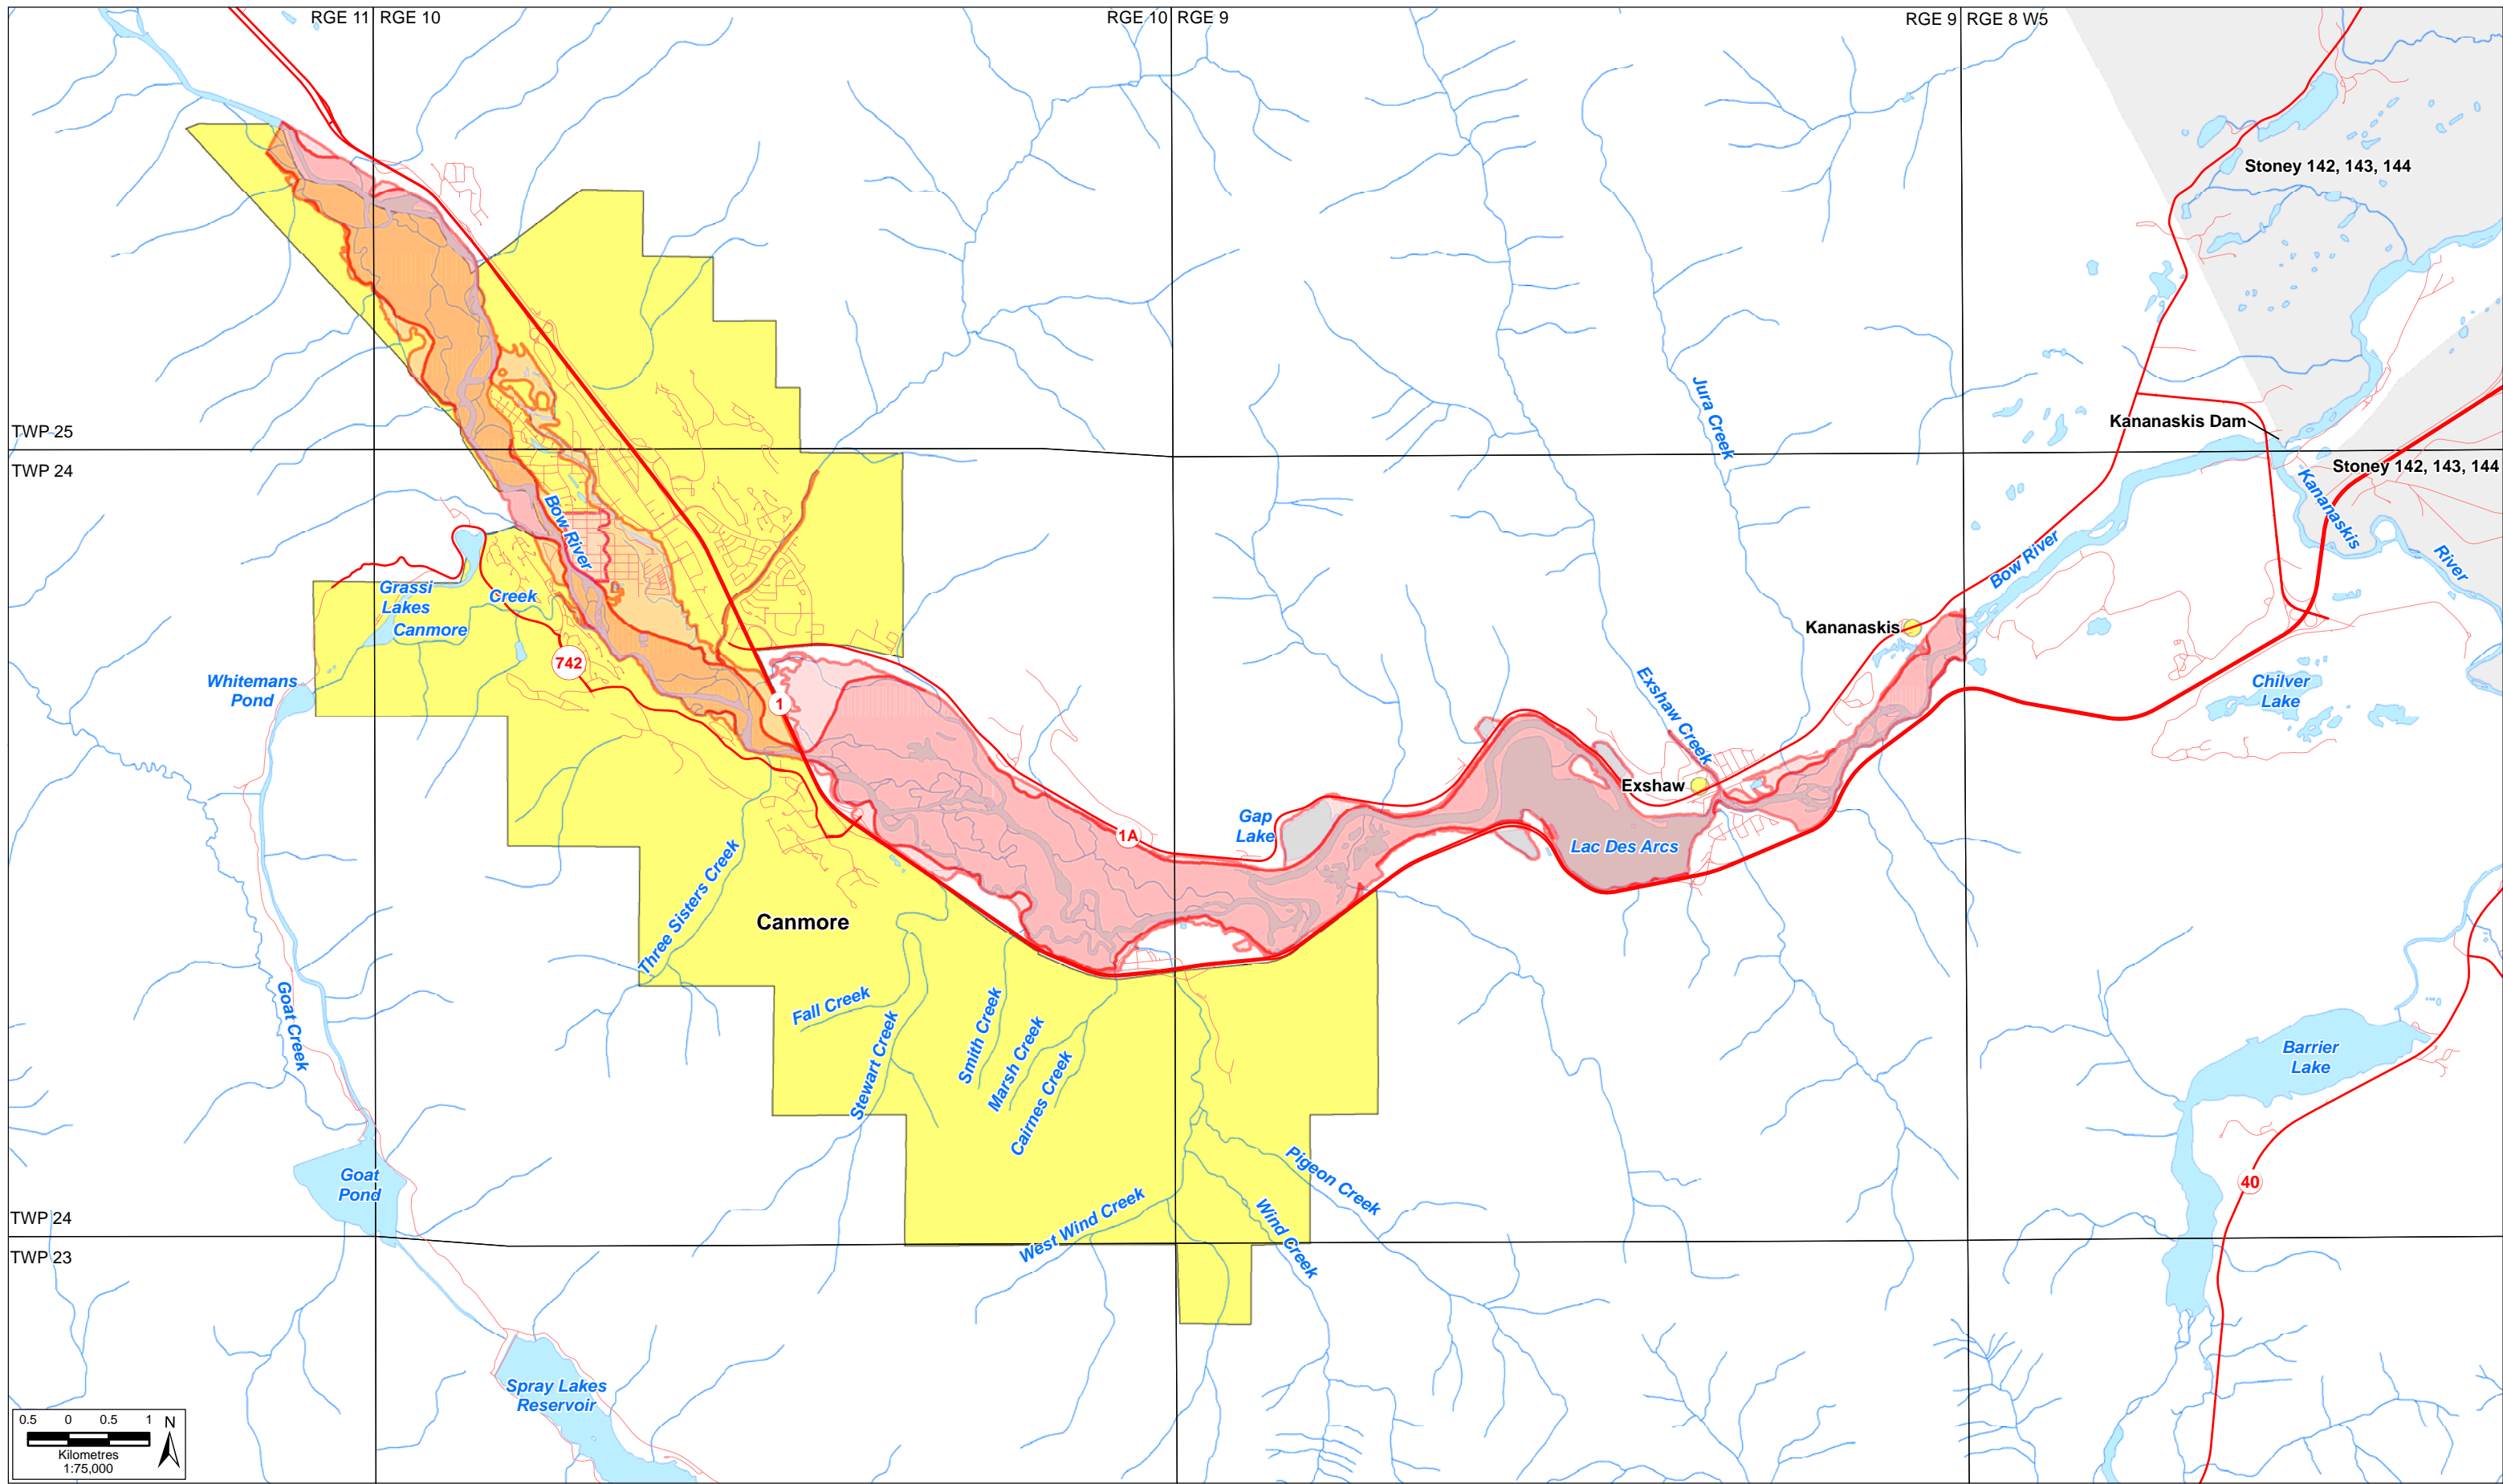 RGE 11
RGE 10
RGE 10
RGE 9
RGE 9
RGE 8 W5
Stoney 142, 143, 144
Jura Creek
Kananaskis Dam
TWP 25
TWP 24
Stoney 142, 143, 144
Kananaskis
River
Bow River
Bow River
Grassi
Lakes
Creek
Canmore
Kananaskis
742
Whitemans
Pond
Exshaw Creek
Chilver
Lake
1
Exshaw
Gap
Lake
1A
Lac Des Arcs
Three Sisters Creek
Canmore
Goat Creek
Fall Creek
Stewart Creek
Smith Creek
Marsh Creek
Cairnes Creek
Barrier
Lake
Goat
Pond
Pigeon Creek
40
West Wind Creek
Wind Creek
TWP 24
TWP 23
Spray Lakes
Reservoir
0.5 0 0.5 1 N
Kilometres
1:75,000